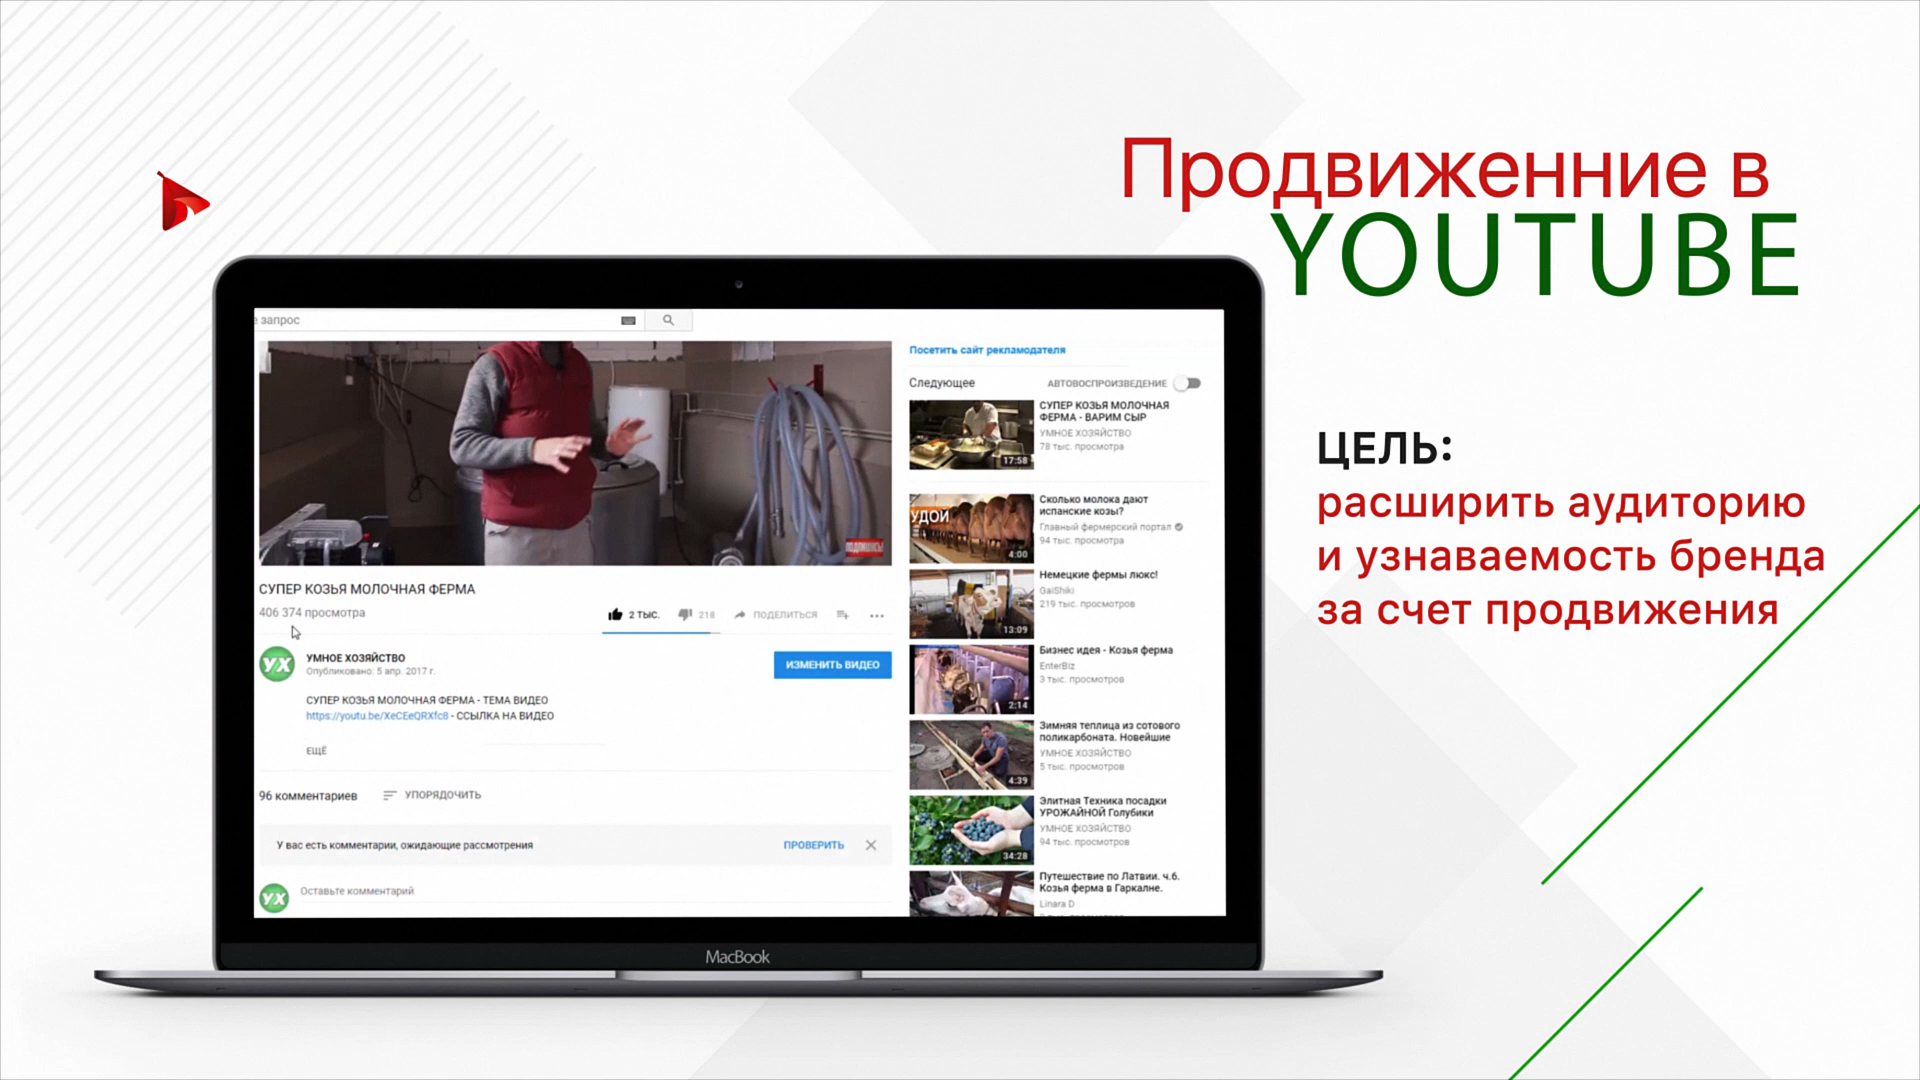 Продвиженние в
YOUTUBE
ЦЕЛЬ:
расширить аудиторию
и узнаваемость бренда
за счет продвижения
е запрос
ПОДПИШИСЬ!
СУПЕР КОЗЬЯ МОЛОЧНАЯ ФЕРМА
406 374 просмотра
2 ТЫС.
218
ПОДЕЛИТЬСЯ
УХ
УМНОЕ ХОЗЯЙСТВО
Опубликовано: 5 апр. 2017 г.
ИЗМЕНИТЬ ВИДЕО
СУПЕР КОЗЬЯ МОЛОЧНАЯ ФЕРМА - ТЕМА ВИДЕО
https://youtu.be/XeCEeQRXfc8 - ССЫЛКА НА ВИДЕО
ЕЩЁ
96 комментариев
УПОРЯДОЧИТЬ
У вас есть комментарии, ожидающие рассмотрения
ПРОВЕРИТЬ
УХ
Оставьте комментарий
Посетить сайт рекламодателя
Следующее
АВТОВОСПРОИЗВЕДЕНИЕ
17:58
СУПЕР КОЗЬЯ МОЛОЧНАЯ
ФЕРМА - ВАРИМ СЫР
УМНОЕ ХОЗЯЙСТВО
78 тыс. просмотра
УДОЙ
4:00
Сколько молока дают
испанские козы?
Главный фермерский портал
94 тыс. просмотра
13:09
Немецкие фермы люкс!
GaiShiki
219 тыс. просмотров
2:14
Бизнес идея - Козья ферма
EnterBiz
3 тыс. просмотров
4:39
Зимняя теплица из сотового
поликарбоната. Новейшие
УМНОЕ ХОЗЯЙСТВО
5 тыс. просмотров
34:28
Элитная Техника посадки
УРОЖАЙНОЙ Голубики
УМНОЕ ХОЗЯЙСТВО
94 тыс. просмотров
Путешествие по Латвии. ч.6.
Козья ферма в Гаркалне.
Linara D
MacBook